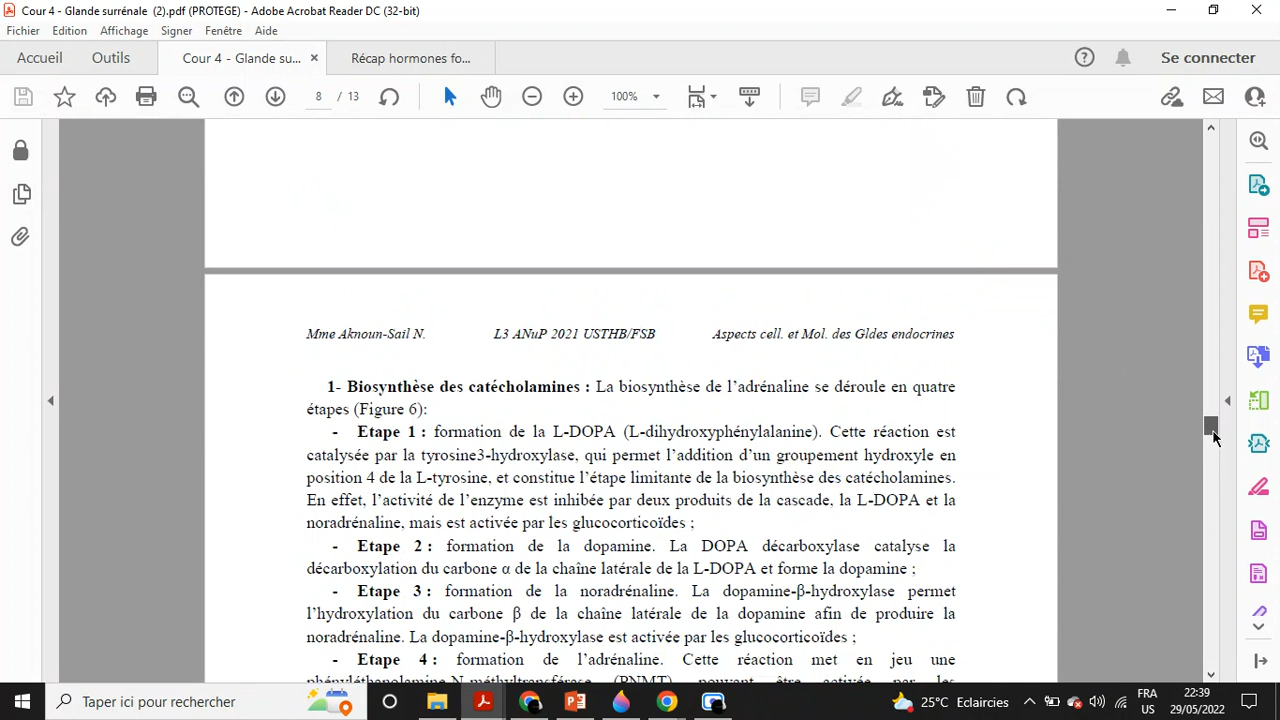 Cour 4 - Glande surrénale (2).pdf (PROTEGE) - Adobe Acrobat Reader DC (32-bit)
Fichier Edition Affichage Signer Fenêtre Aide
Accueil Outils Cour 4 - Glande su... × Récap hormones fo... Se connecter
8 / 13 100%
Mme Aknoun-Sail N. L3 ANuP 2021 USTHB/FSB Aspects cell. et Mol. des Gldes endocrines
1- Biosynthèse des catécholamines : La biosynthèse de l’adrénaline se déroule en quatre
étapes (Figure 6):
- Etape 1 : formation de la L-DOPA (L-dihydroxyphénylalanine). Cette réaction est
catalysée par la tyrosine3-hydroxylase, qui permet l’addition d’un groupement hydroxyle en
position 4 de la L-tyrosine, et constitue l’étape limitante de la biosynthèse des catécholamines.
En effet, l’activité de l’enzyme est inhibée par deux produits de la cascade, la L-DOPA et la
noradrénaline, mais est activée par les glucocorticoïdes ;
- Etape 2 : formation de la dopamine. La DOPA décarboxylase catalyse la
décarboxylation du carbone α de la chaîne latérale de la L-DOPA et forme la dopamine ;
- Etape 3 : formation de la noradrénaline. La dopamine-β-hydroxylase permet
l’hydroxylation du carbone β de la chaîne latérale de la dopamine afin de produire la
noradrénaline. La dopamine-β-hydroxylase est activée par les glucocorticoïdes ;
- Etape 4 : formation de l’adrénaline. Cette réaction met en jeu une
phényléthanolamine-N-méthyltransférase (PNMT) pouvant être activée par les
Taper ici pour rechercher
25°C Eclaircies
FRA
US
22:39
29/05/2022